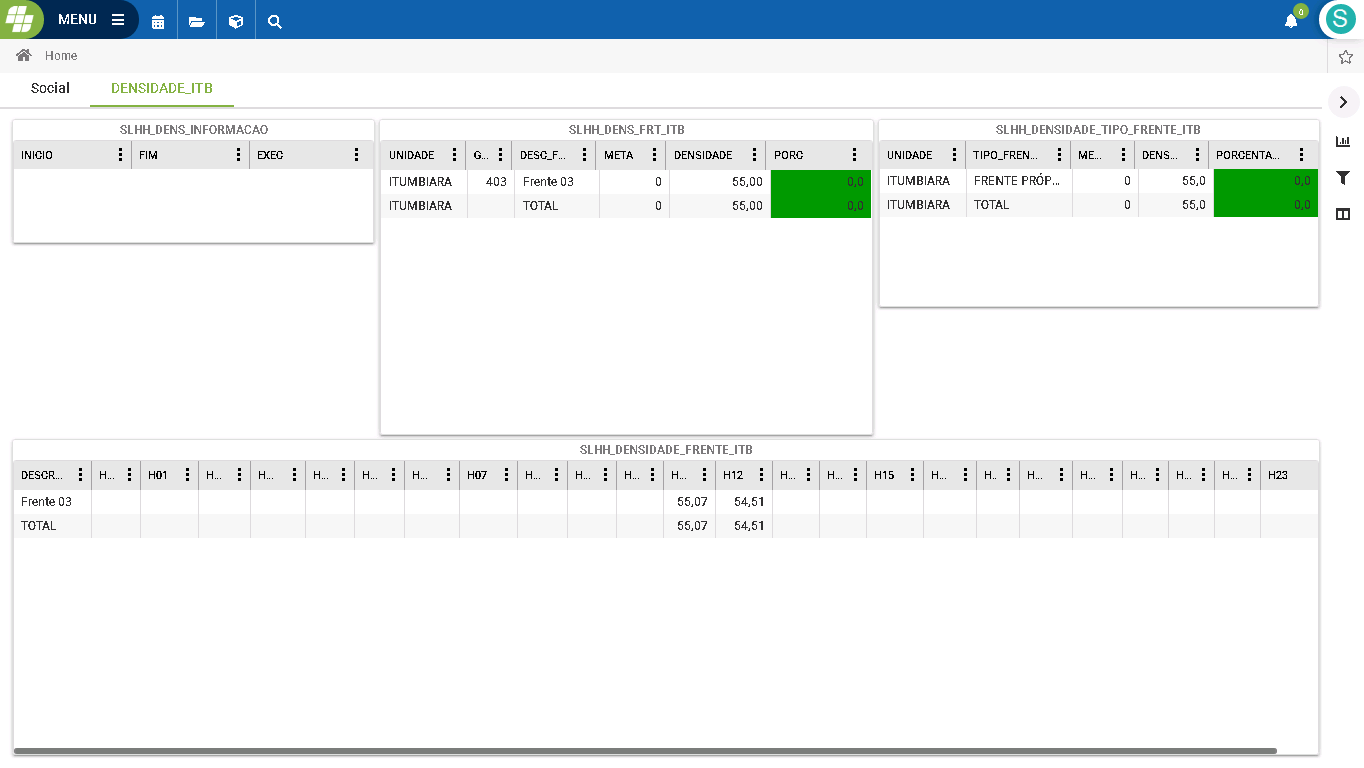 MENU
0
S
Home
Social DENSIDADE_ITB
SLHH_DENS_INFORMACAO
INICIO FIM EXEC
SLHH_DENS_FRT_ITB
UNIDADE G... DESC_F... META DENSIDADE PORC
ITUMBIARA 403 Frente 03 0 55,00 0,0
ITUMBIARA TOTAL 0 55,00 0,0
SLHH_DENSIDADE_TIPO_FRENTE_ITB
UNIDADE TIPO_FREN... ME... DENS... PORCENTA...
ITUMBIARA FRENTE PRÓP... 0 55,0 0,0
ITUMBIARA TOTAL 0 55,0 0,0
SLHH_DENSIDADE_FRENTE_ITB
DESCR... H... H01 H... H... H... H... H... H07 H... H... H... H... H12 H... H... H15 H... H.. H... H... H... H... H... H23
Frente 03 55,07 54,51
TOTAL 55,07 54,51